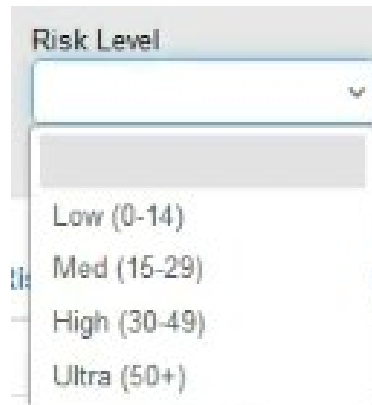 Risk Level
Low (0-14)
Med (15-29)
High (30-49)
Ultra (50+)